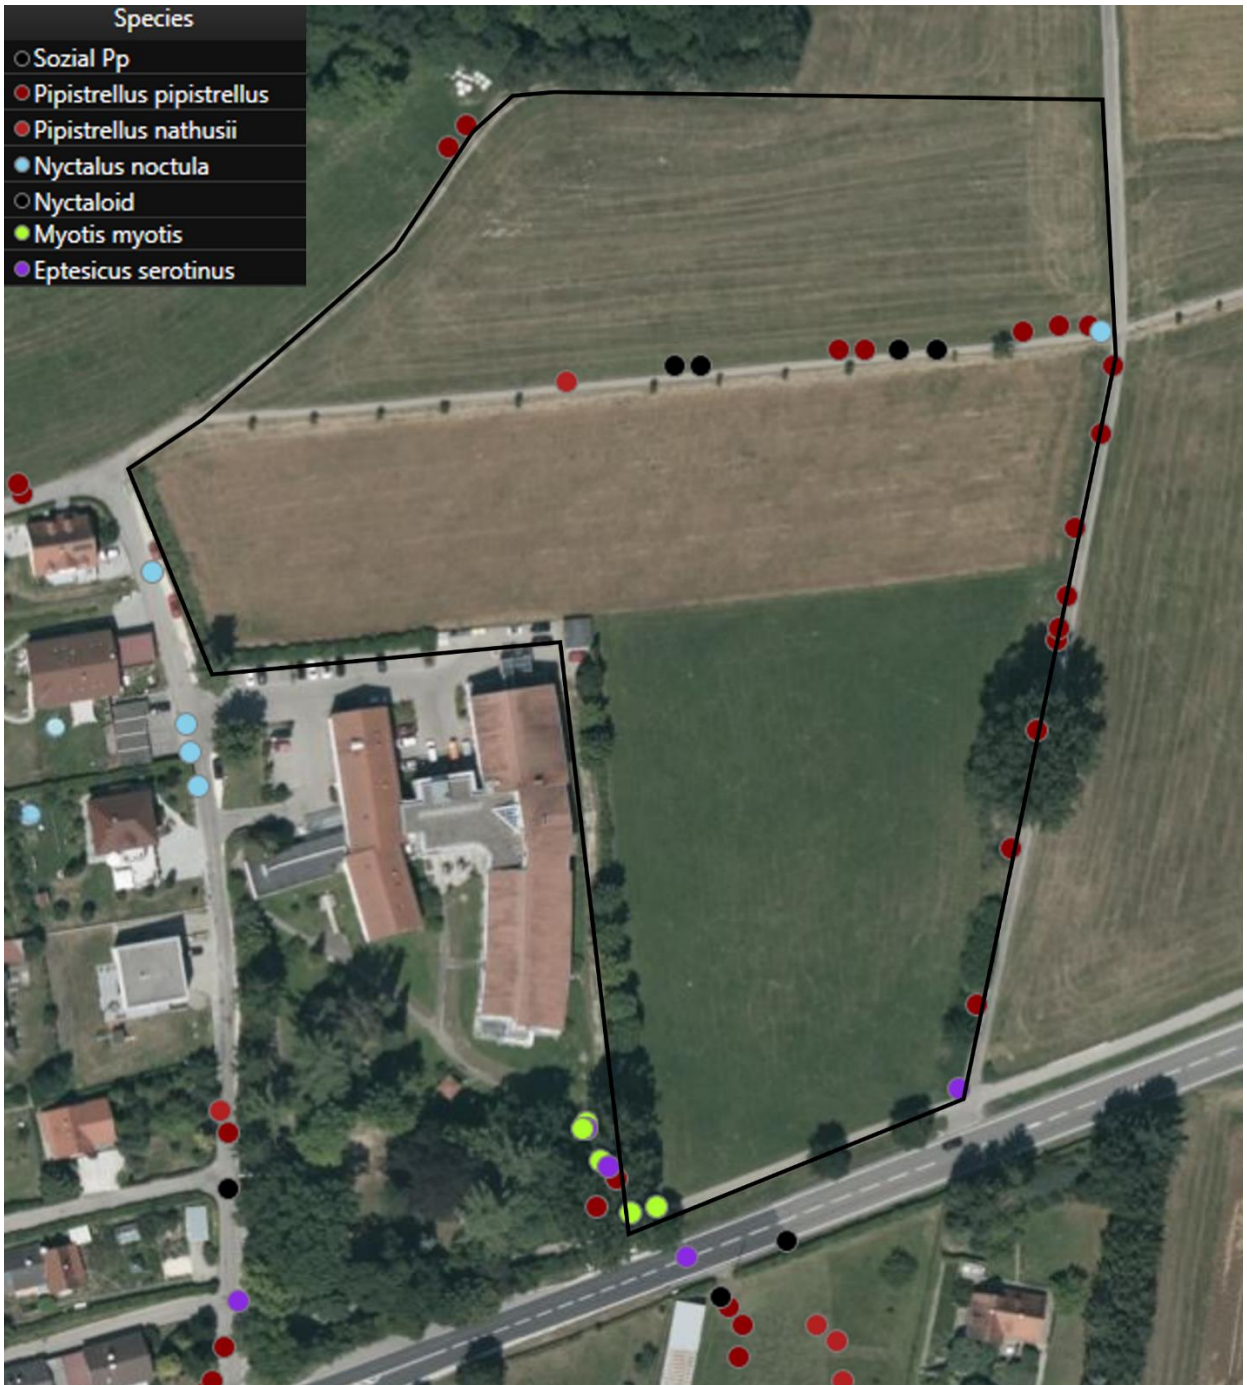 Species
Sozial Pp
Pipistrellus pipistrellus
Pipistrellus nathusii
Nyctalus noctula
Nyctaloid
Myotis myotis
Eptesicus serotinus